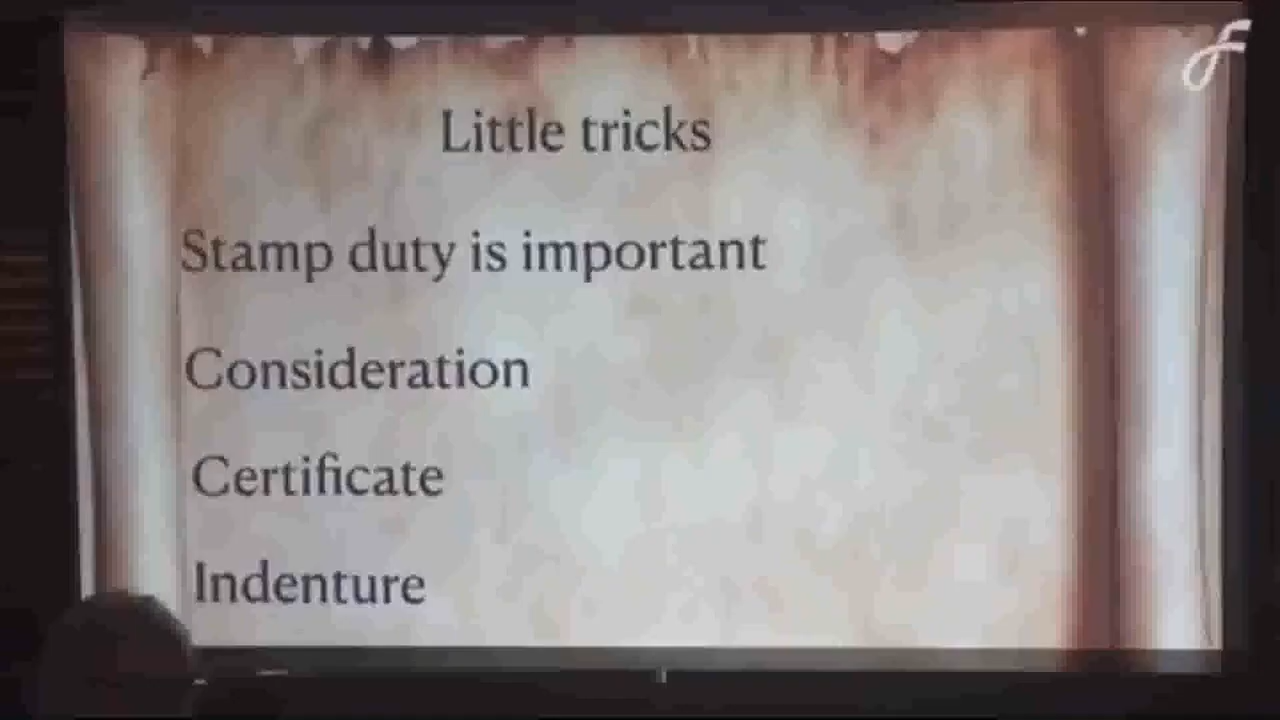 Little tricks
Stamp duty is important
Consideration
Certificate
Indenture